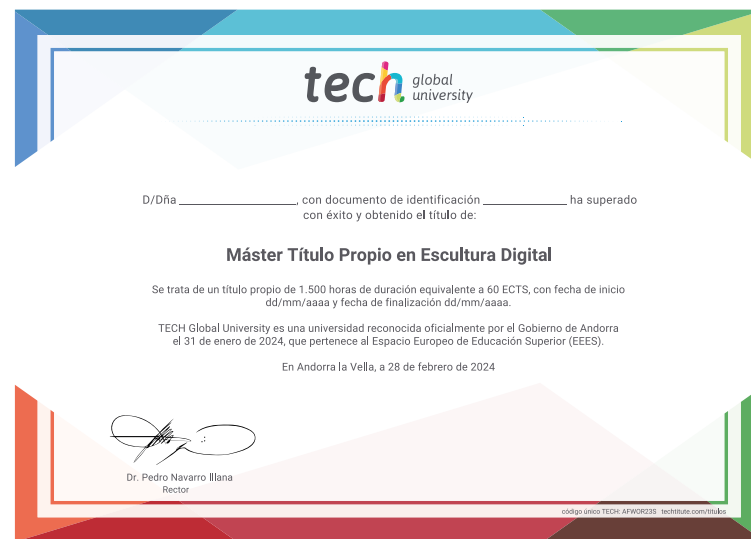 tech global university
D/Dña ____________________, con documento de identificación ______________ ha superado
con éxito y obtenido el título de:
Máster Título Propio en Escultura Digital
Se trata de un título propio de 1.500 horas de duración equivalente a 60 ECTS, con fecha de inicio
dd/mm/aaaa y fecha de finalización dd/mm/aaaa.
TECH Global University es una universidad reconocida oficialmente por el Gobierno de Andorra
el 31 de enero de 2024, que pertenece al Espacio Europeo de Educación Superior (EEES).
En Andorra la Vella, a 28 de febrero de 2024
Dr. Pedro Navarro Illana
Rector
código único TECH: AFWOR23S techtitute.com/titulos